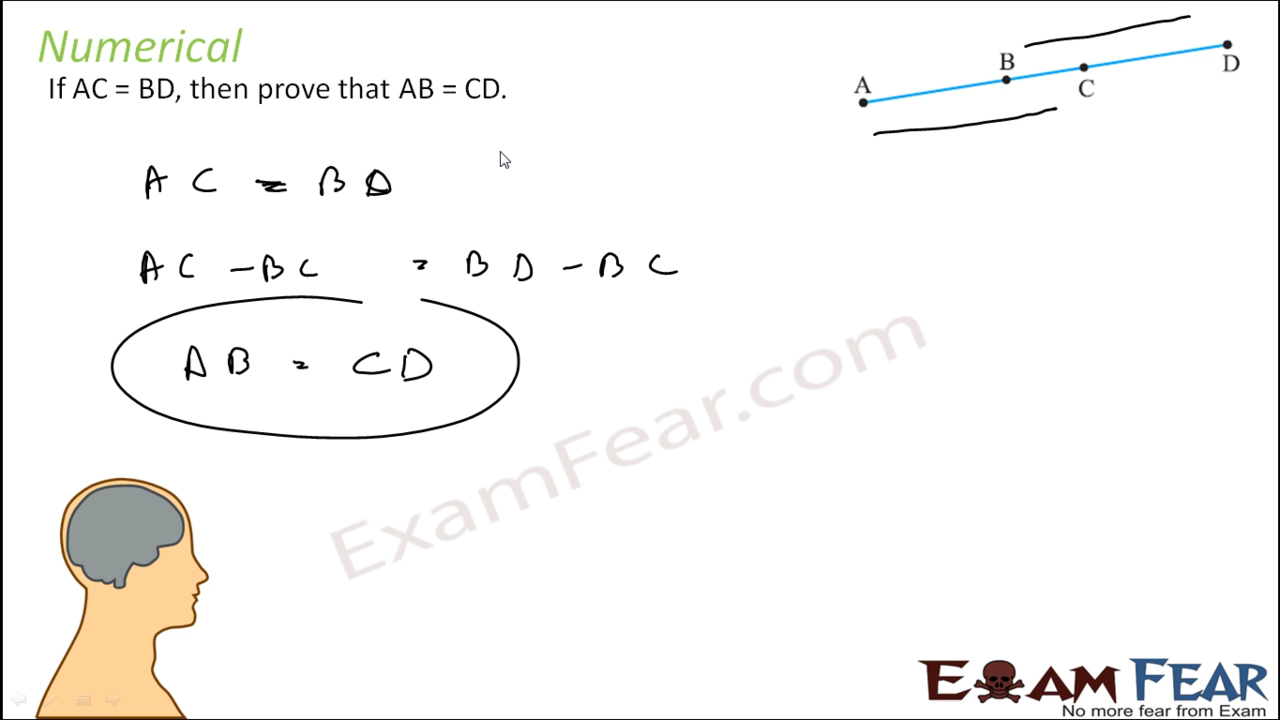 Numerical
If AC = BD, then prove that AB = CD.
A
B
C
D
AC = BD
AC - BC = BD - BC
AB = CD
ExamFear.com
EXAM FEAR
No more fear from Exam